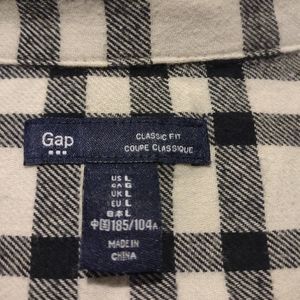 Gap
CLASSIC FIT
COUPE CLASSIQUE
US L
CA G
UK L
EU L
日本 L
中国 185/104A
MADE IN
CHINA